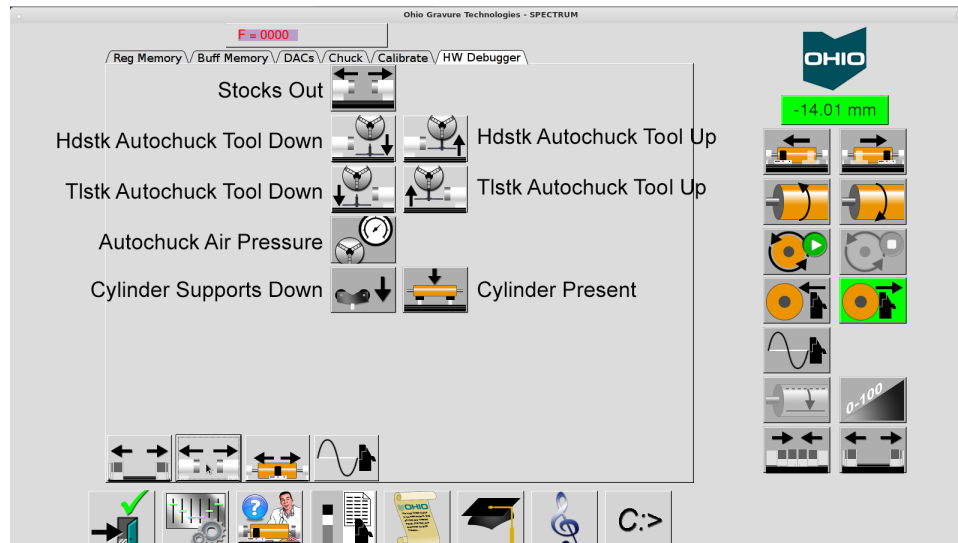 Ohio Gravure Technologies - SPECTRUM
F = 0000
Reg Memory Buff Memory DACs Chuck Calibrate HW Debugger
OHIO
Stocks Out
-14.01 mm
Hdstk Autochuck Tool Down Hdstk Autochuck Tool Up
Tlstk Autochuck Tool Down Tlstk Autochuck Tool Up
Autochuck Air Pressure
Cylinder Supports Down Cylinder Present
0-100
OHIO
C:>